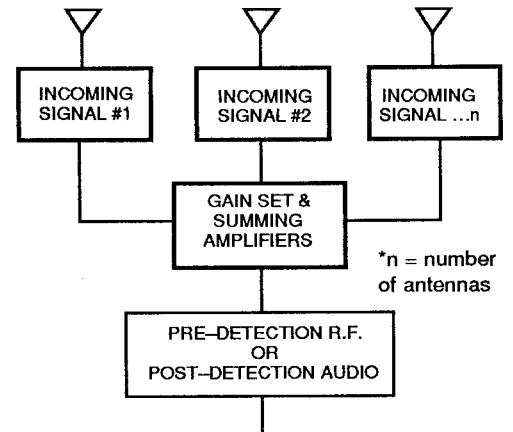 INCOMING
SIGNAL #1
INCOMING
SIGNAL #2
INCOMING
SIGNAL ...n
GAIN SET &
SUMMING
AMPLIFIERS
*n = number
of antennas
PRE–DETECTION R.F.
OR
POST–DETECTION AUDIO